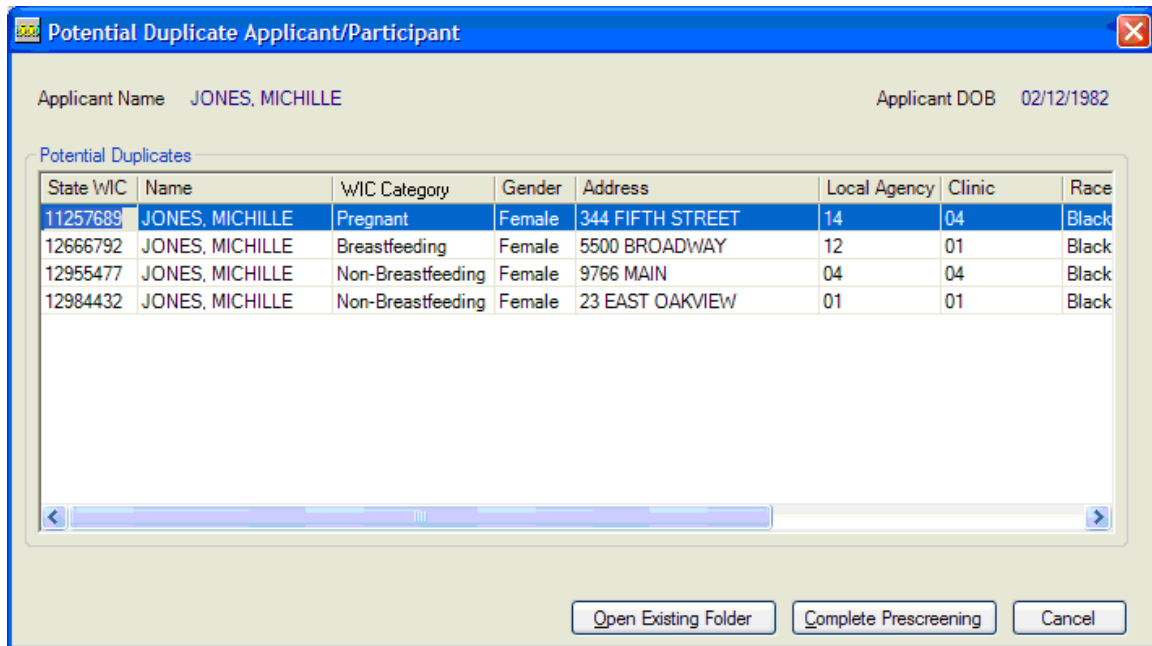 Potential Duplicate Applicant/Participant
Applicant Name JONES, MICHILLE Applicant DOB 02/12/1982
Potential Duplicates
State WIC Name WIC Category Gender Address Local Agency Clinic Race
11257689 JONES, MICHILLE Pregnant Female 344 FIFTH STREET 14 04 Black
12666792 JONES, MICHILLE Breastfeeding Female 5500 BROADWAY 12 01 Black
12955477 JONES, MICHILLE Non-Breastfeeding Female 9766 MAIN 04 04 Black
12984432 JONES, MICHILLE Non-Breastfeeding Female 23 EAST OAKVIEW 01 01 Black
Open Existing Folder Complete Prescreening Cancel